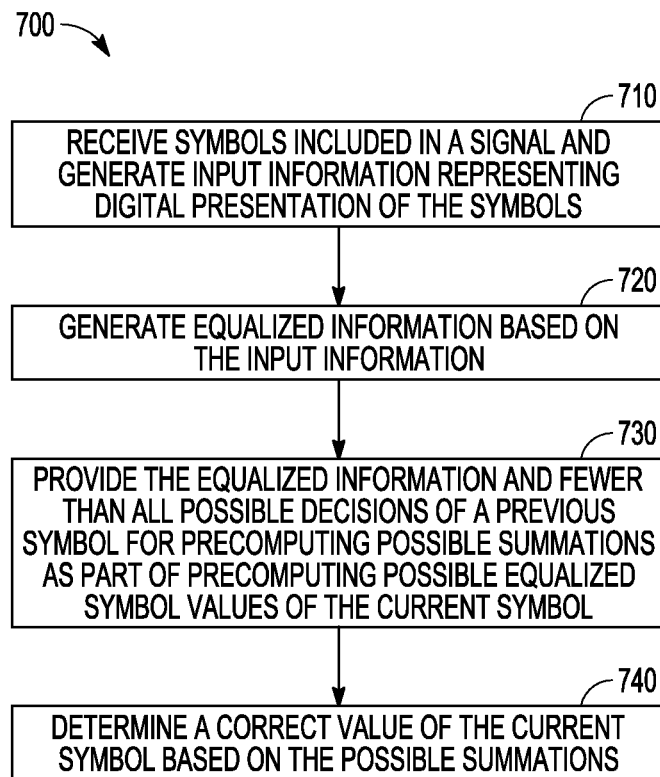 700
710
RECEIVE SYMBOLS INCLUDED IN A SIGNAL AND
GENERATE INPUT INFORMATION REPRESENTING
DIGITAL PRESENTATION OF THE SYMBOLS
720
GENERATE EQUALIZED INFORMATION BASED ON
THE INPUT INFORMATION
730
PROVIDE THE EQUALIZED INFORMATION AND FEWER
THAN ALL POSSIBLE DECISIONS OF A PREVIOUS
SYMBOL FOR PRECOMPUTING POSSIBLE SUMMATIONS
AS PART OF PRECOMPUTING POSSIBLE EQUALIZED
SYMBOL VALUES OF THE CURRENT SYMBOL
740
DETERMINE A CORRECT VALUE OF THE CURRENT
SYMBOL BASED ON THE POSSIBLE SUMMATIONS